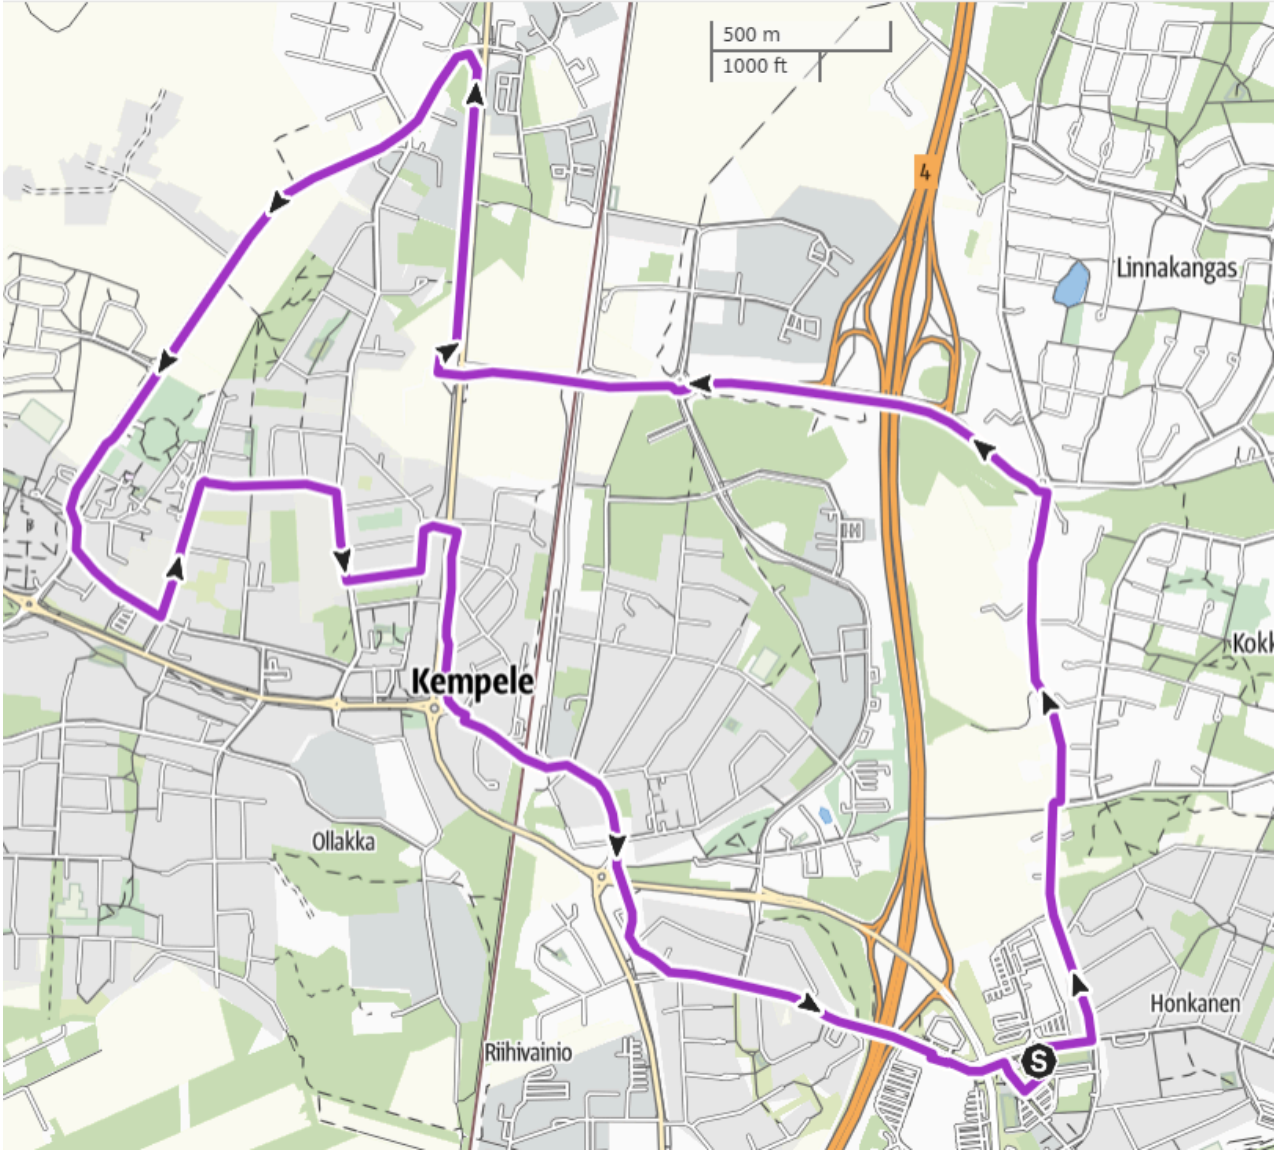 500 m
1000 ft
4
Linnakangas
Kokk
Kempele
Ollakka
Honkanen
Riihivainio
S